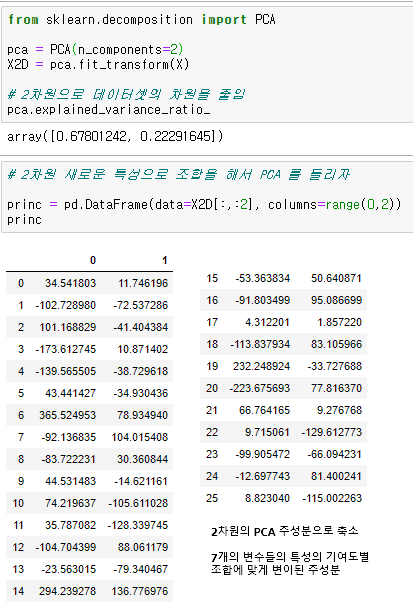 from sklearn.decomposition import PCA
pca = PCA(n_components=2)
X2D = pca.fit_transform(X)
# 2차원으로 데이터셋의 차원을 줄임
pca.explained_variance_ratio_
array([0.67801242, 0.22291645])
# 2차원 새로운 특성으로 조합을 해서 PCA 를 돌리자
princ = pd.DataFrame(data=X2D[:,:2], columns=range(0,2))
princ
0 1
0 34.541803 11.746196
1 -102.728980 -72.537286
2 101.168829 -41.404384
3 -173.612745 10.871402
4 -139.565505 -38.729618
5 43.441427 -34.930436
6 365.524953 78.934940
7 -92.136835 104.015408
8 -83.722231 30.360844
9 44.531483 -14.621161
10 74.219637 -105.611028
11 35.787082 -128.339745
12 -104.704399 88.061179
13 -23.563015 -79.340467
14 294.239278 136.776976
15 -53.363834 50.640871
16 -91.803499 95.086699
17 4.312201 1.857220
18 -113.837934 83.105966
19 232.248924 -33.727688
20 -223.675693 77.816370
21 66.764165 9.276768
22 9.715061 -129.612773
23 -99.905472 -66.094231
24 -12.697743 81.400241
25 8.823040 -115.002263
2차원의 PCA 주성분으로 축소
7개의 변수들의 특성의 기여도별
조합에 맞게 변이된 주성분